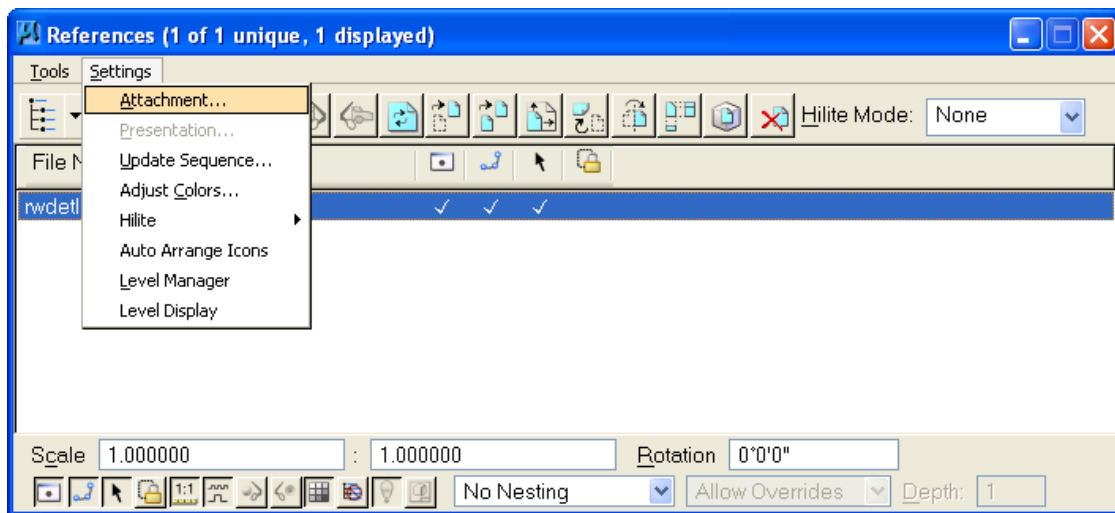 References (1 of 1 unique, 1 displayed)
Tools Settings
Attachment...
Hilite Mode: None
Presentation...
File N
Update Sequence...
Adjust Colors...
rwdetl
Hilite
Auto Arrange Icons
Level Manager
Level Display
Scale 1.000000 : 1.000000 Rotation 0°0'0"
1:1 No Nesting Allow Overrides Depth: 1